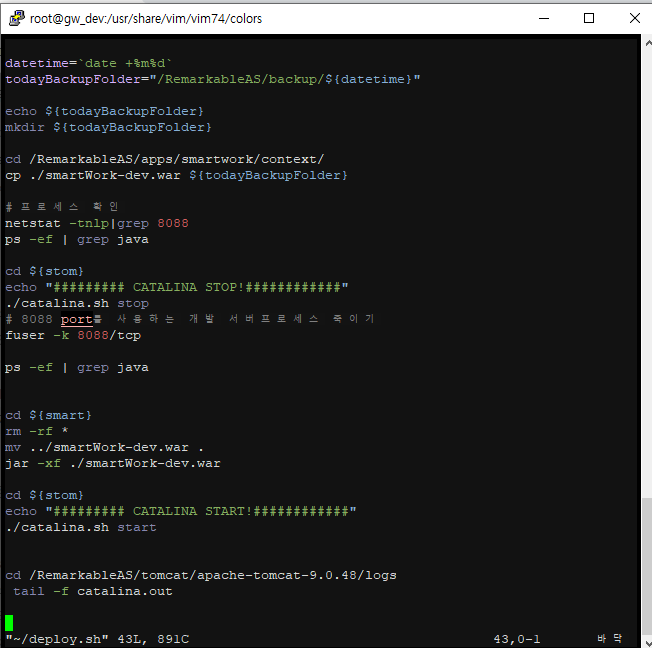 root@gw_dev:/usr/share/vim/vim74/colors
datetime=`date +%m%d`
todayBackupFolder="/RemarkableAS/backup/${datetime}"
echo ${todayBackupFolder}
mkdir ${todayBackupFolder}
cd /RemarkableAS/apps/smartwork/context/
cp ./smartWork-dev.war ${todayBackupFolder}
# 프로세스 확인
netstat -tnlp|grep 8088
ps -ef | grep java
cd ${stom}
echo "######### CATALINA STOP!############"
./catalina.sh stop
# 8088 port를 사용하는 개발 서버프로세스 죽이기
fuser -k 8088/tcp
ps -ef | grep java
cd ${smart}
rm -rf *
mv ../smartWork-dev.war .
jar -xf ./smartWork-dev.war
cd ${stom}
echo "######### CATALINA START!############"
./catalina.sh start
cd /RemarkableAS/tomcat/apache-tomcat-9.0.48/logs
tail -f catalina.out
"~/deploy.sh" 43L, 891C 43,0-1 바닥